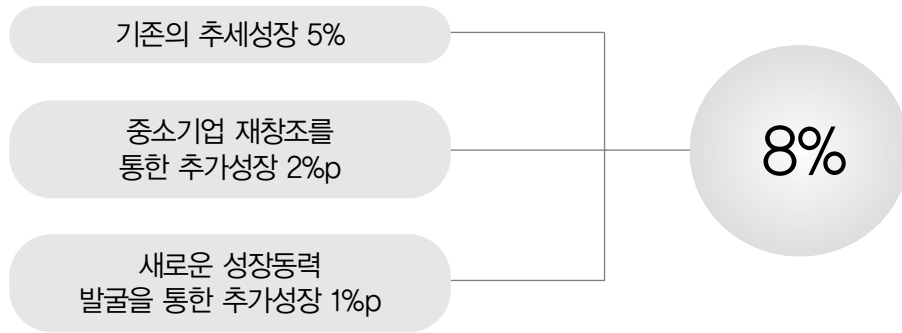 기존의 추세성장 5%
중소기업 재창조를
통한 추가성장 2%p
새로운 성장동력
발굴을 통한 추가성장 1%p
8%